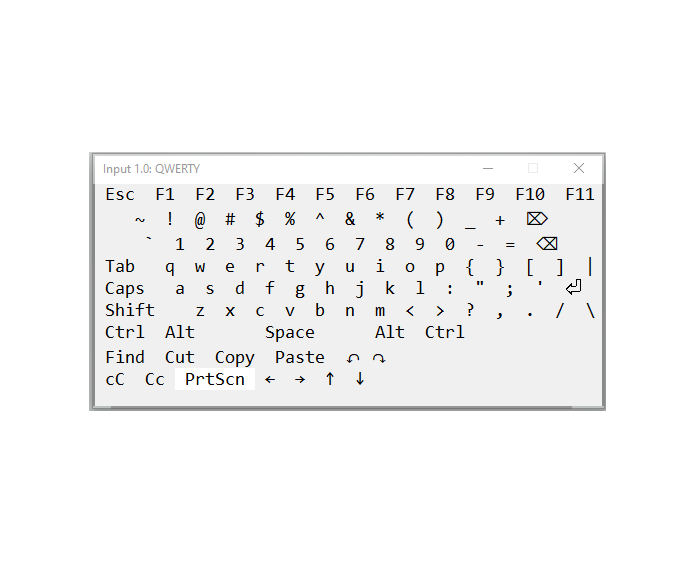 Input 1.0: QWERTY
Esc F1 F2 F3 F4 F5 F6 F7 F8 F9 F10 F11
~ ! @ # $ % ^ & * ( ) _ + ⌦
` 1 2 3 4 5 6 7 8 9 0 - = ⌫
Tab q w e r t y u i o p { } [ ] |
Caps a s d f g h j k l : " ; ' ⏎
Shift z x c v b n m < > ? , . / \
Ctrl Alt Space Alt Ctrl
Find Cut Copy Paste ↶ ↷
cC Cc PrtScn ← → ↑ ↓